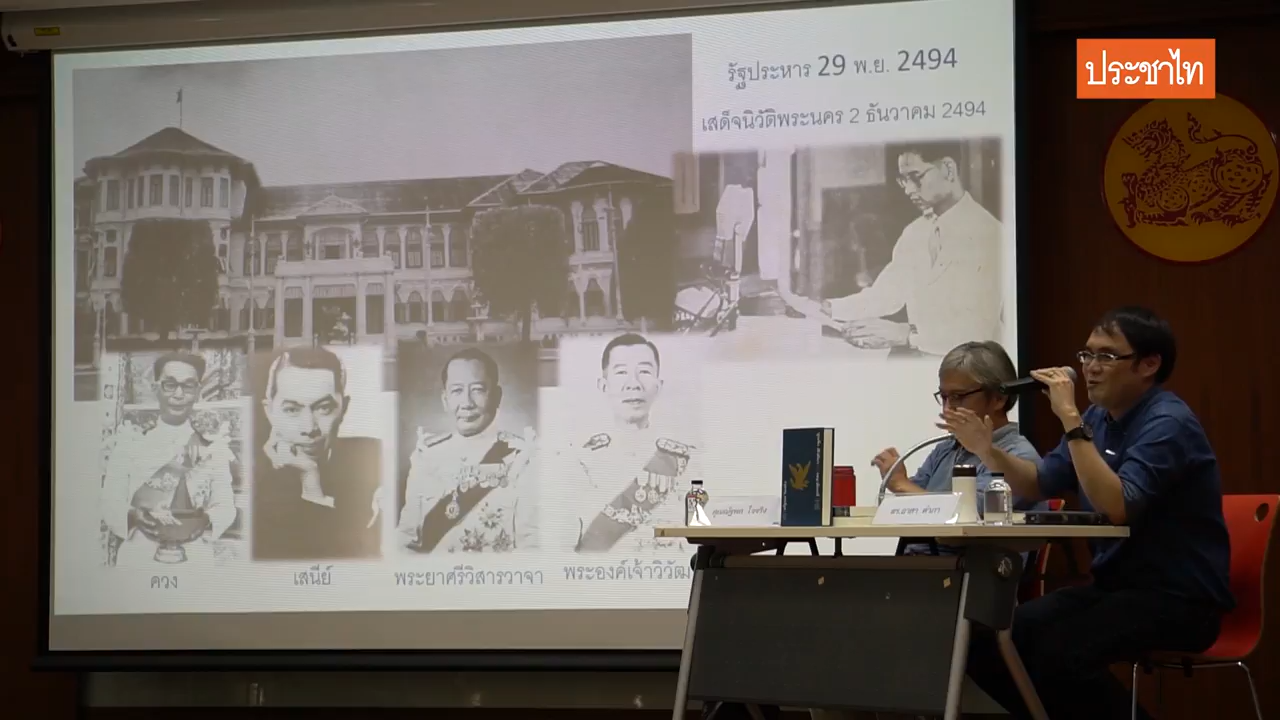 รัฐประหาร 29 พ.ย. 2494
เสด็จนิวัติพระนคร 2 ธันวาคม 2494
ประชาไท
ควง
เสนีย์
พระยาศรีวิสารวาจา
พระองค์เจ้าวิวัฒ